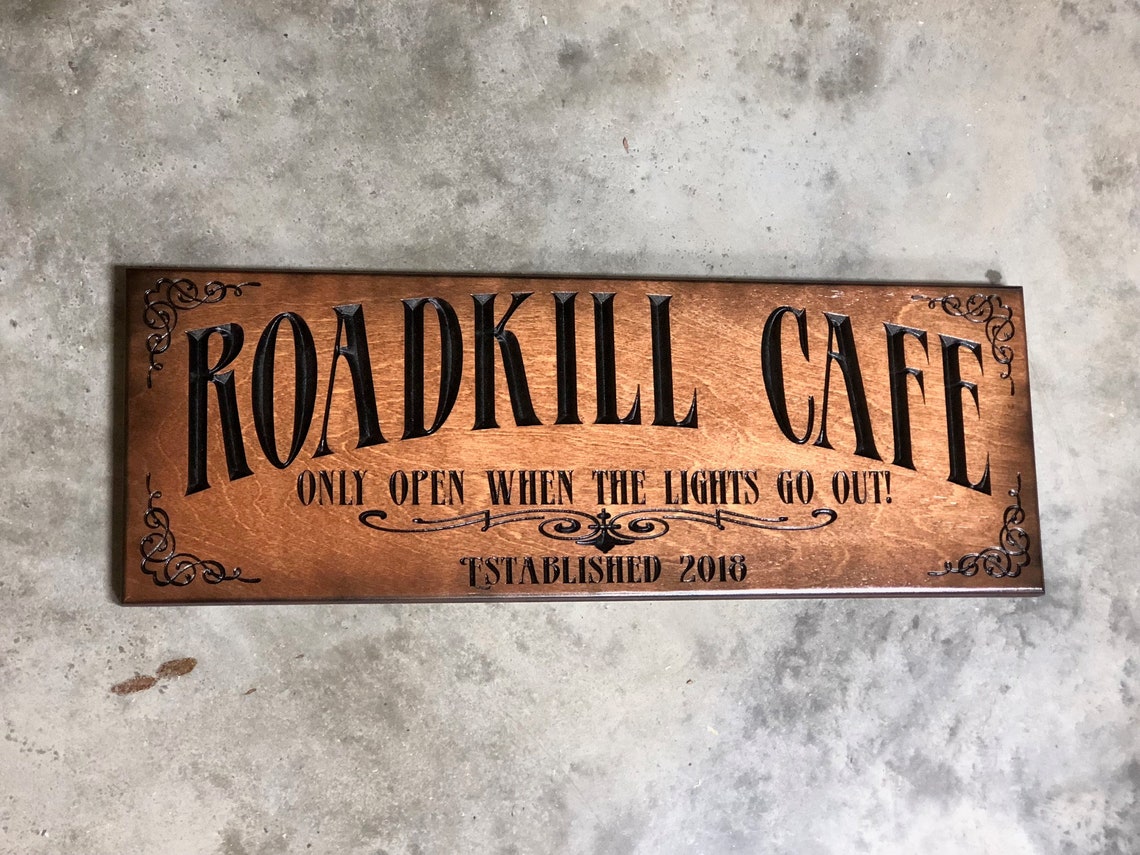 ROADKILL CAFE
ONLY OPEN WHEN THE LIGHTS GO OUT!
ESTABLISHED 2018